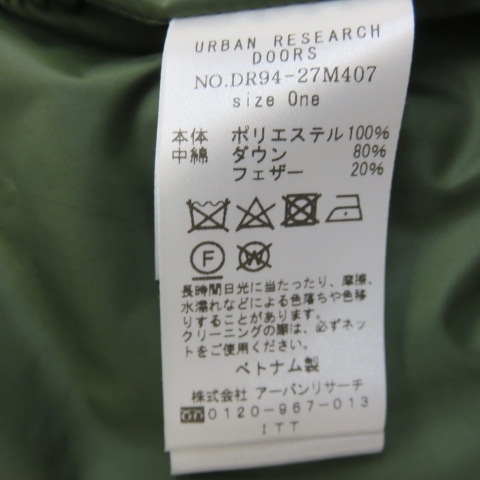 URBAN RESEARCH
DOORS
NO.DR94-27M407
size One
本体 ポリエステル100%
中綿 ダウン 80%
フェザー 20%
F W
長時間日光に当たったり、摩擦、
水濡れなどによる色落ちや色移
りすることがあります。
クリーニングの際は、必ずネッ
トをご使用ください。
ベトナム製
株式会社 アーバンリサーチ
0120-967-013
ITT